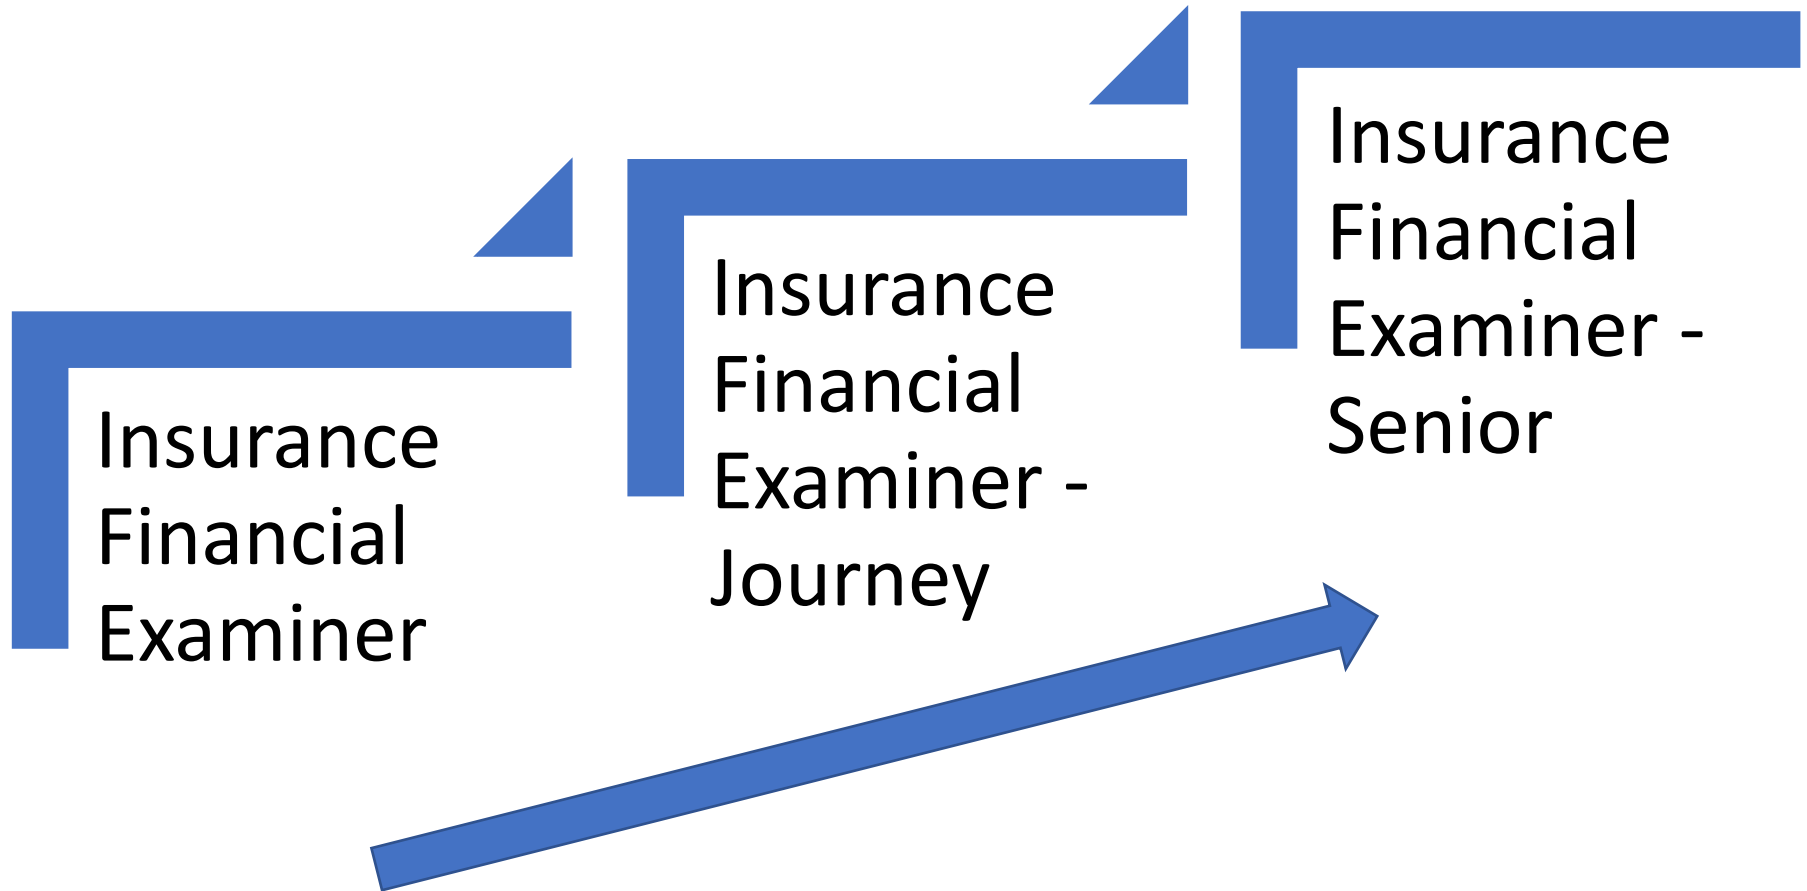 Insurance
Financial
Examiner
Insurance
Financial
Examiner -
Journey
Insurance
Financial
Examiner -
Senior